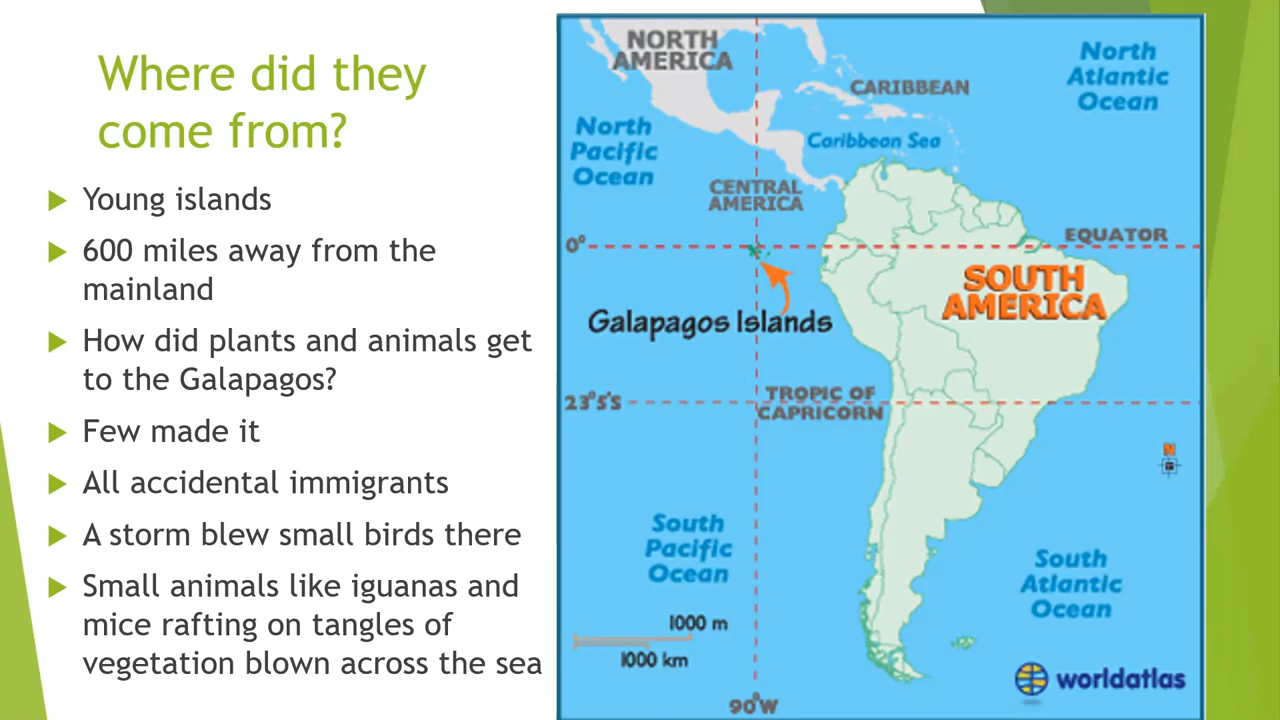 Where did they
come from?
Young islands
600 miles away from the
mainland
How did plants and animals get
to the Galapagos?
Few made it
All accidental immigrants
A storm blew small birds there
Small animals like iguanas and
mice rafting on tangles of
vegetation blown across the sea
NORTH
AMERICA
North
Atlantic
Ocean
CARIBBEAN
North
Pacific
Ocean
Caribbean Sea
CENTRAL
AMERICA
0°
EQUATOR
SOUTH
AMERICA
Galapagos Islands
TROPIC OF
CAPRICORN
23°5'S
N
South
Pacific
Ocean
South
Atlantic
Ocean
1000 m
1000 km
worldatlas
90°W